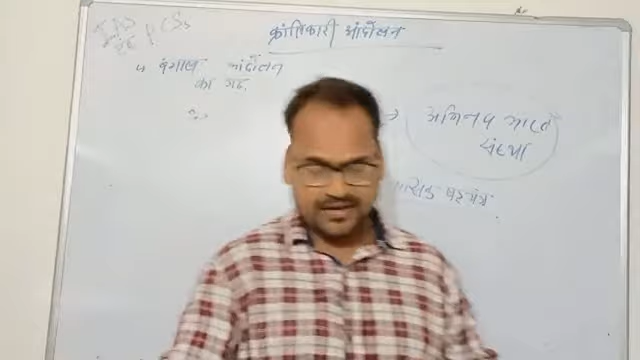 IAS PCS
क्रांतिकारी आंदोलन
बंगाल आंदोलन
का गढ़
अभिनव भारत
संस्था
षड्यंत्र